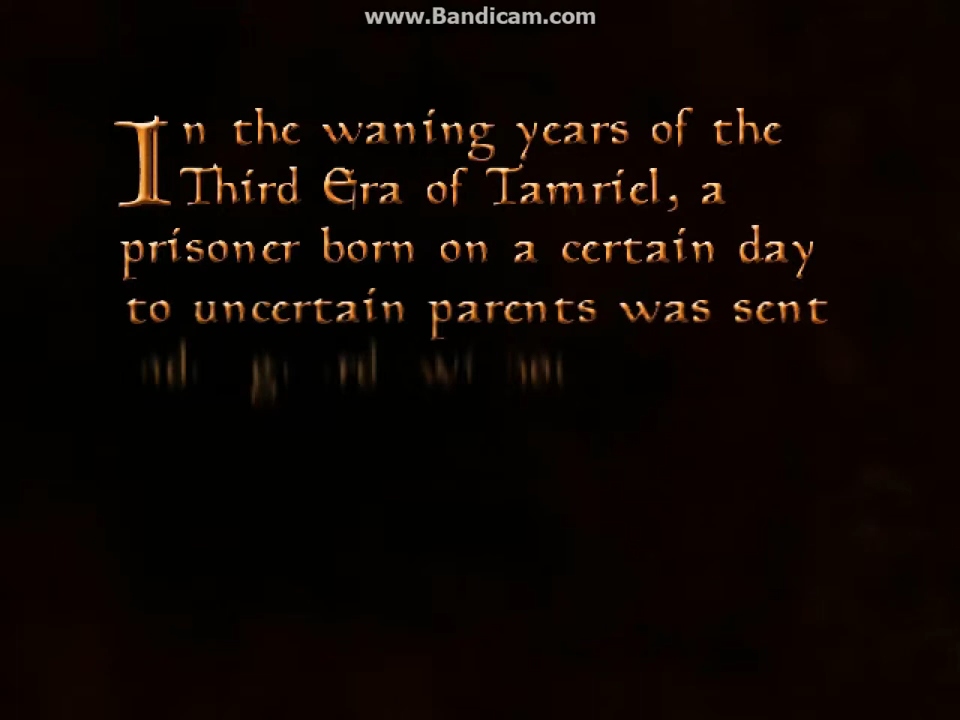 www.Bandicam.com
In the waning years of the
Third Era of Tamriel, a
prisoner born on a certain day
to uncertain parents was sent